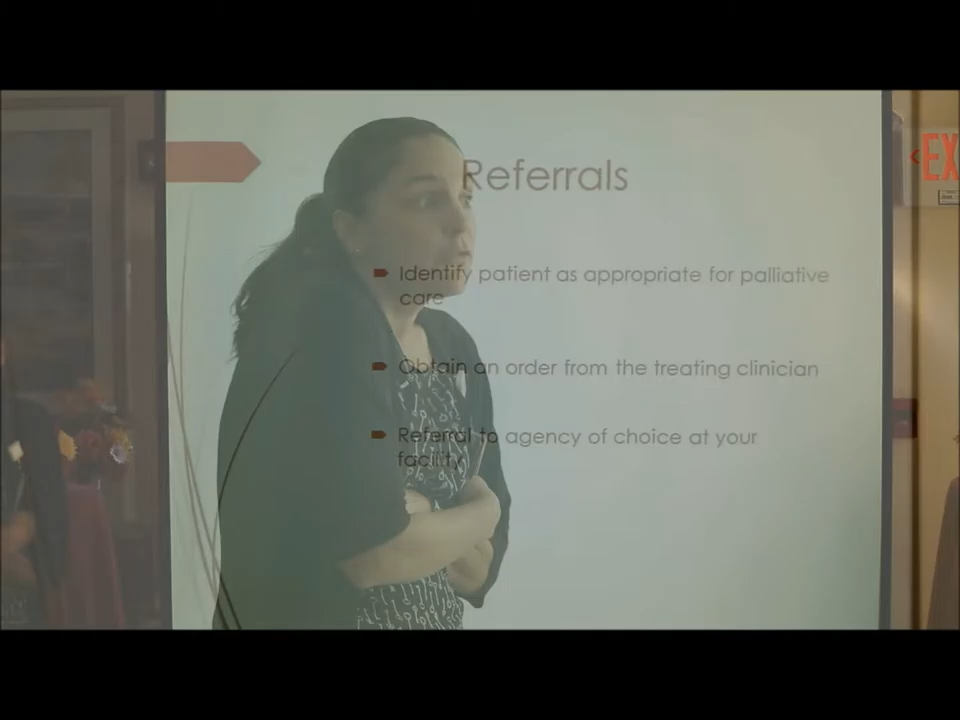 Referrals
Identify patient as appropriate for palliative
care
Obtain an order from the treating clinician
Referral to agency of choice at your
facility
EX